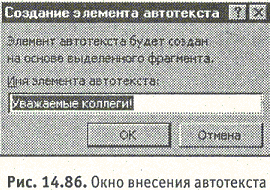 Создание элемента автотекста
Элемент автотекста будет создан
на основе выделенного фрагмента.
Имя элемента автотекста:
Уважаемые коллеги!
ОК
Отмена
Рис. 14.86. Окно внесения автотекста